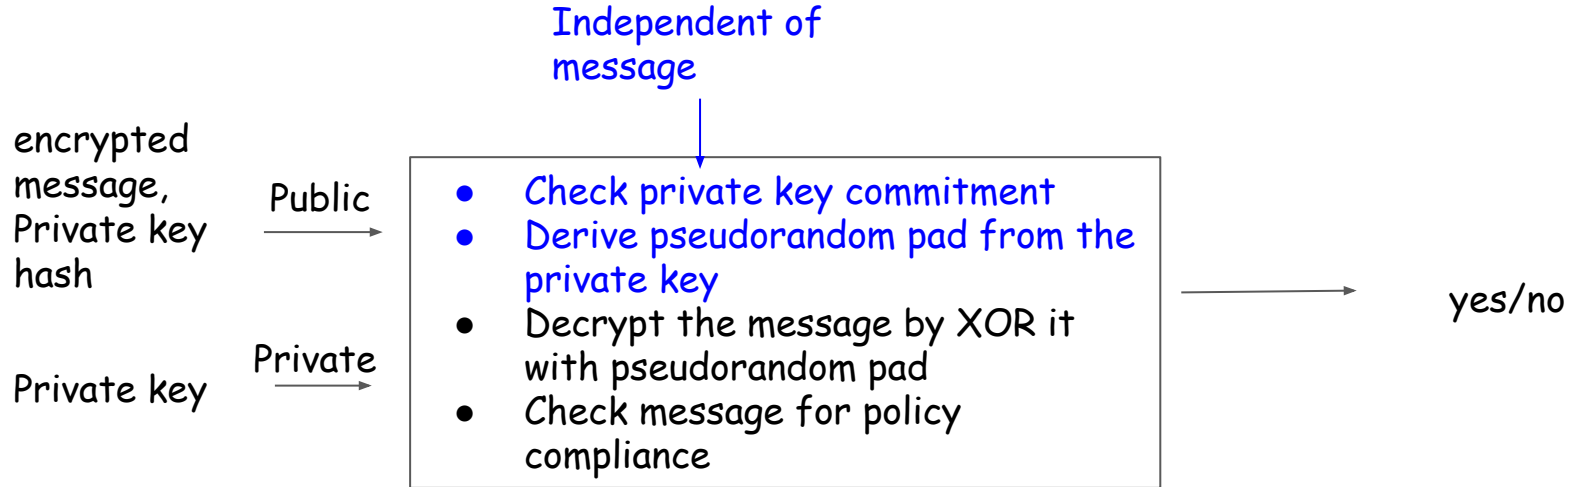 Independent of
message
encrypted
message,
Private key
hash
Public
Private key
Private
● Check private key commitment
● Derive pseudorandom pad from the
private key
● Decrypt the message by XOR it
with pseudorandom pad
● Check message for policy
compliance
yes/no